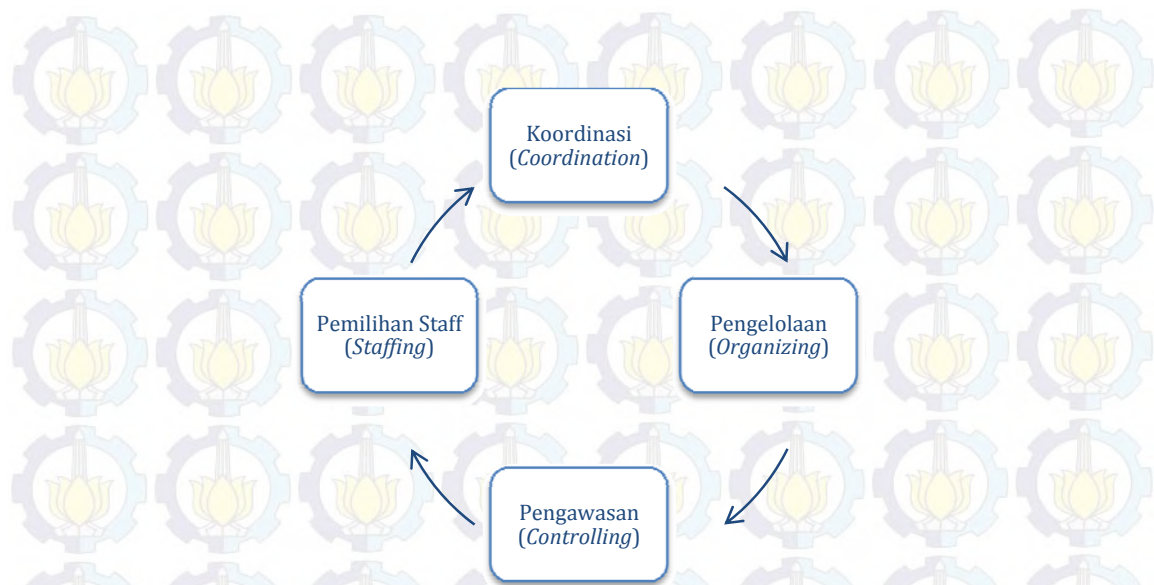 Koordinasi
(Coordination)
Pemilihan Staff
(Staffing)
Pengelolaan
(Organizing)
Pengawasan
(Controlling)